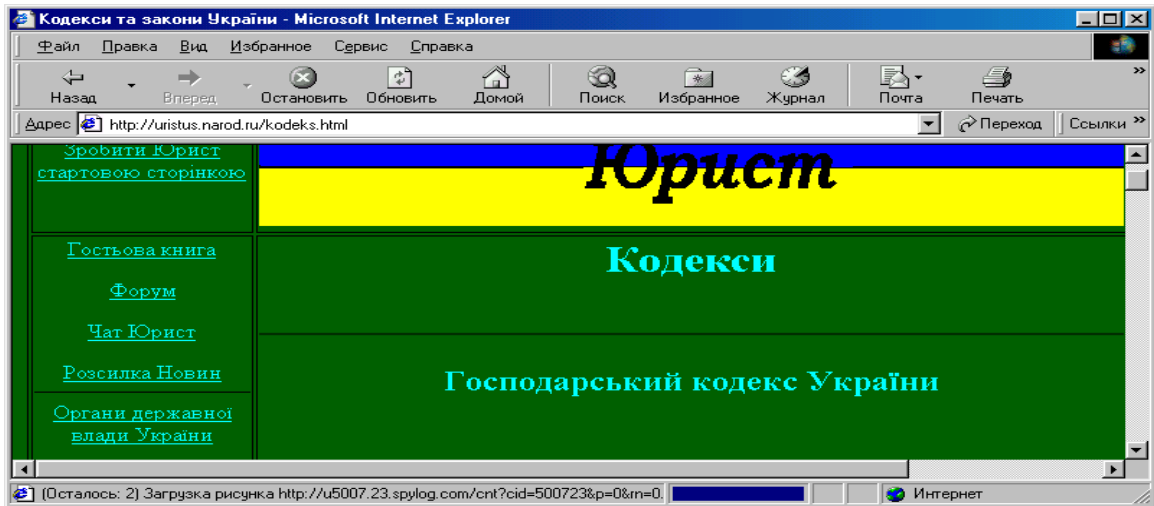 Кодекси та закони України - Microsoft Internet Explorer
Файл Правка Вид Избранное Сервис Справка
Назад Вперед Остановить Обновить Домой Поиск Избранное Журнал Почта Печать »
Адрес http://uristus.narod.ru/kodeks.html Переход Ссылки »
Зробити Юрист
стартовою сторінкою
Юрист
Гостьова книга
Форум
Чат Юрист
Розсилка Новин
Органи державної
влади України
Кодекси
Господарський кодекс України
(Осталось: 2) Загрузка рисунка http://u5007.23.spylog.com/cnt?cid=500723&p=0&rn=0. Интернет